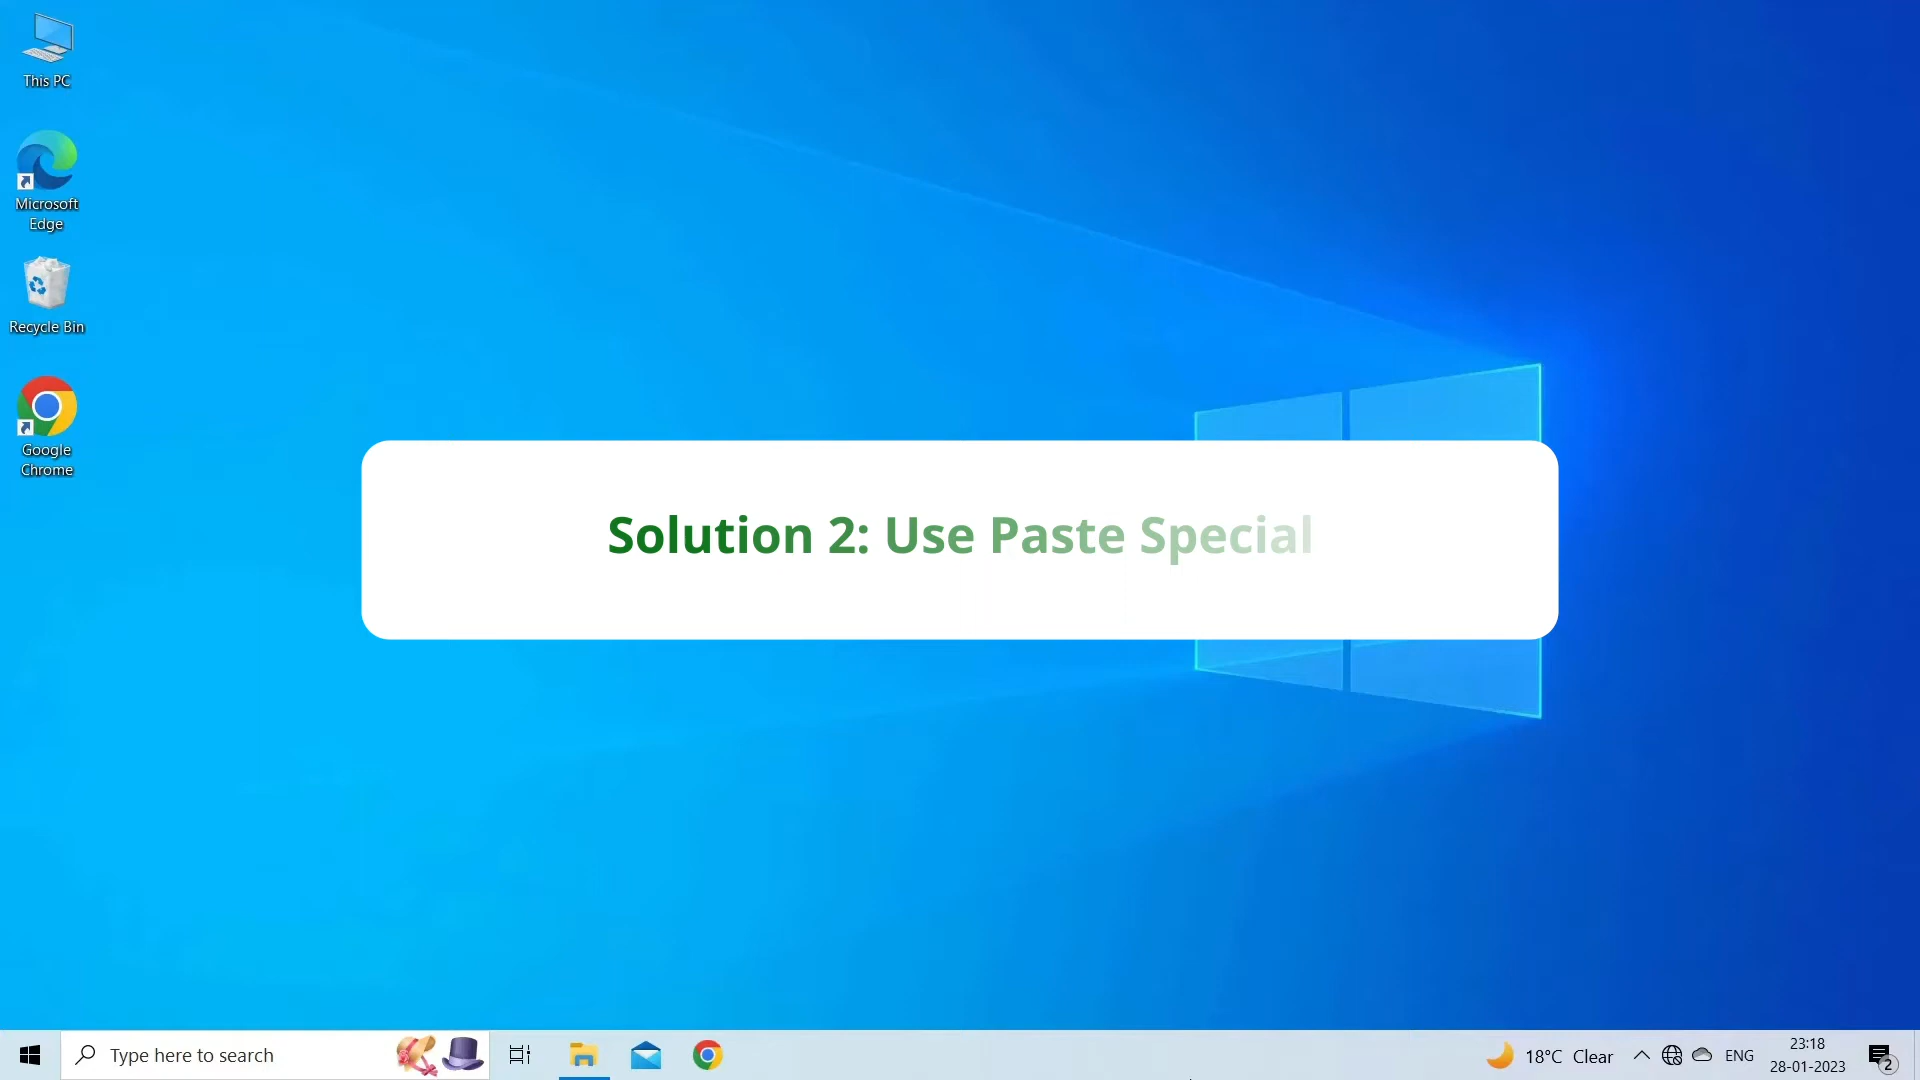 This PC
Microsoft
Edge
Recycle Bin
Google
Chrome
Solution 2: Use Paste Special
Type here to search
18°C Clear
ENG
23:18
28-01-2023
2